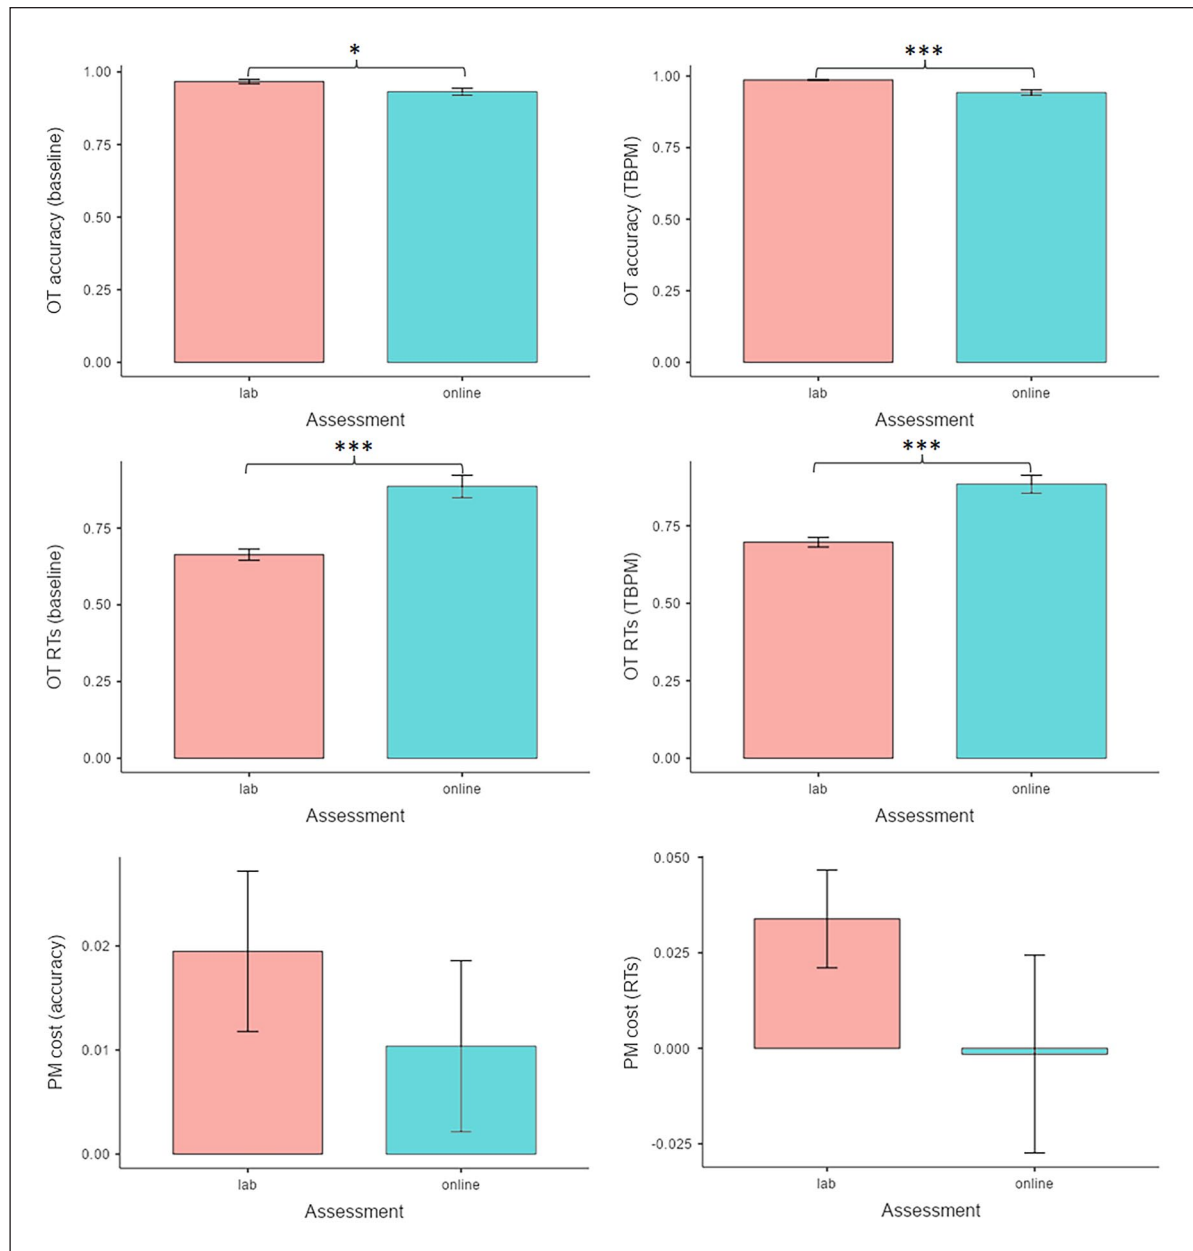 *
1.00
0.75
0.50
0.25
0.00
OT accuracy (baseline)
lab
online
Assessment
***
1.00
0.75
0.50
0.25
0.00
OT accuracy (TBPM)
lab
online
Assessment
***
0.75
0.50
0.25
0.00
OT RTs (baseline)
lab
online
Assessment
***
0.75
0.50
0.25
0.00
OT RTs (TBPM)
lab
online
Assessment
0.02
0.01
0.00
PM cost (accuracy)
lab
online
Assessment
0.050
0.025
0.000
-0.025
PM cost (RTs)
lab
online
Assessment